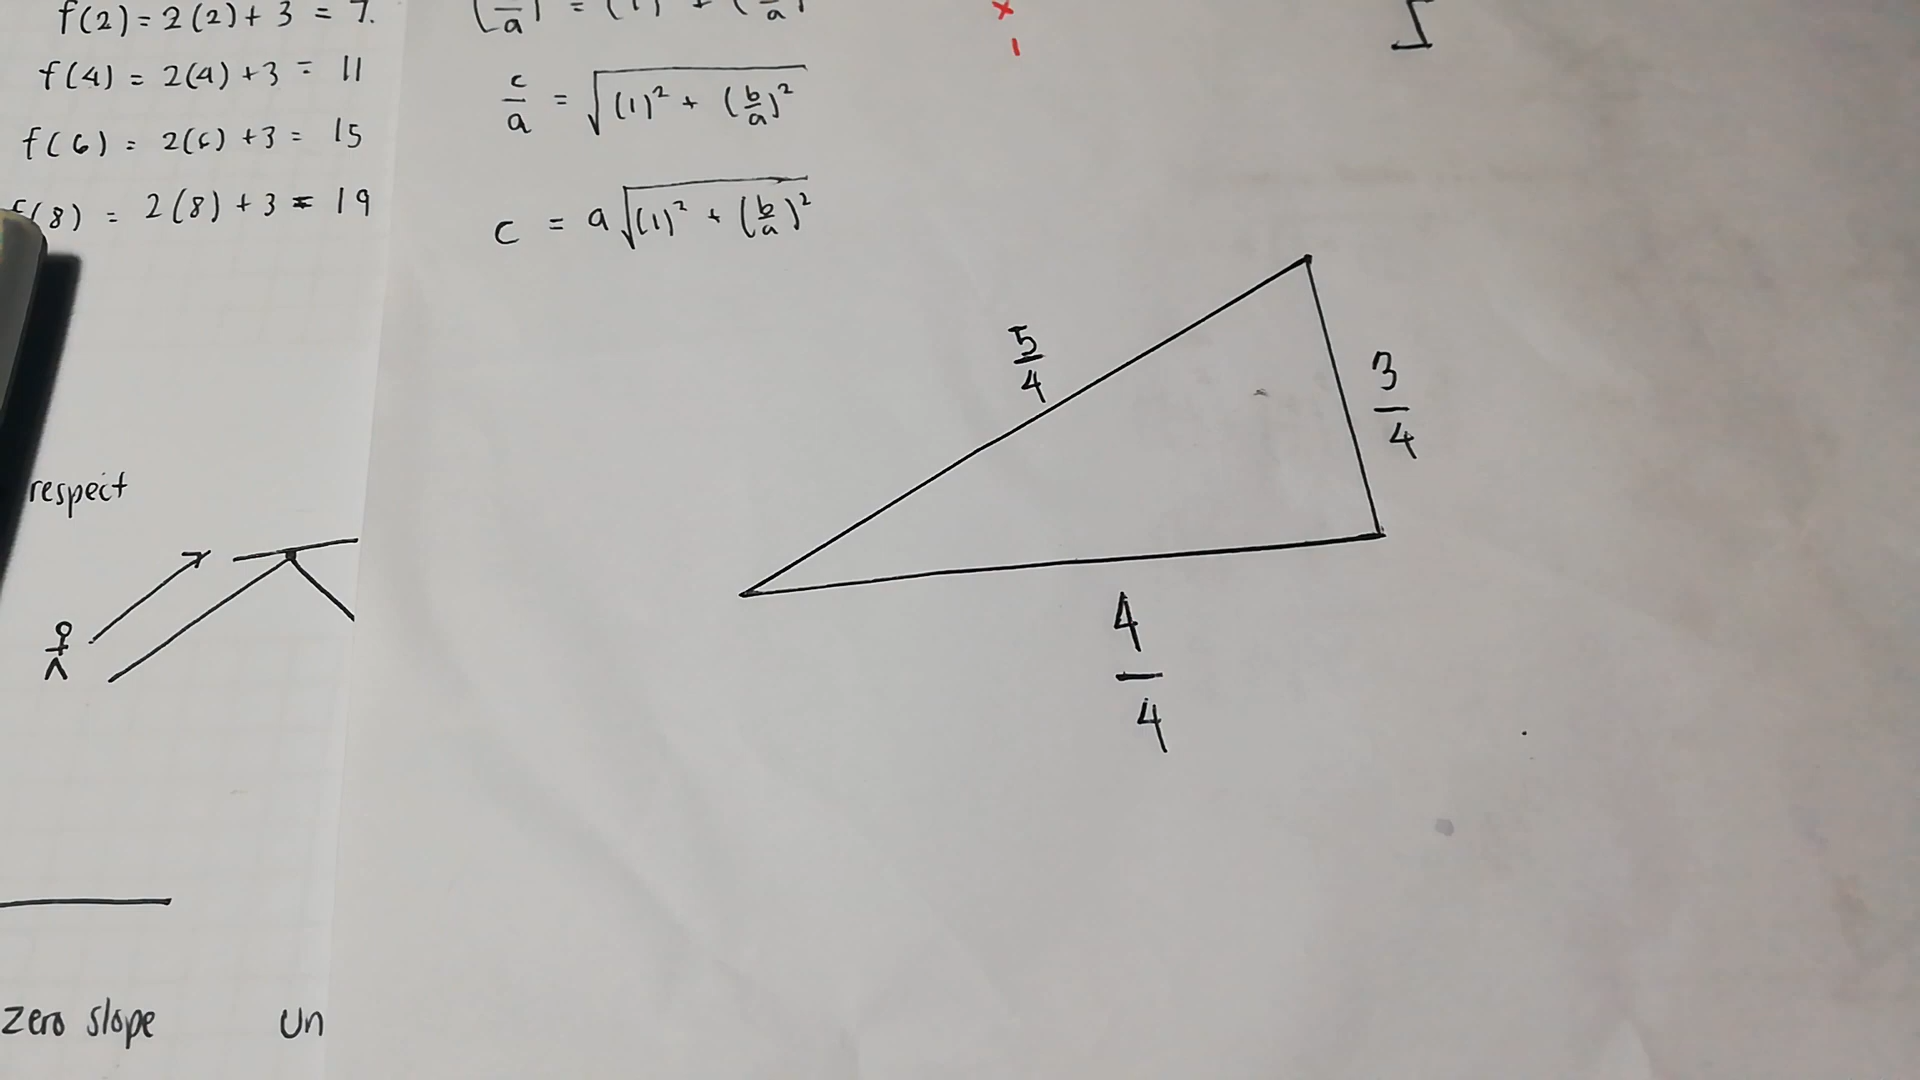 f(2) = 2(2) + 3 = 7.
f(4) = 2(4) + 3 = 11
f(6) = 2(6) + 3 = 15
f(8) = 2(8) + 3 = 19
respect
zero slope Un
c/a = √((1)² + (b/a)²)
c = a√((1)² + (b/a)²)
5/4
3/4
4/4